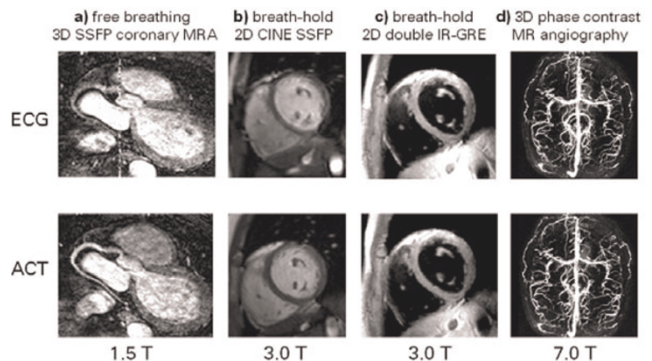 a) free breathing
3D SSFP coronary MRA
b) breath-hold
2D CINE SSFP
c) breath-hold
2D double IR-GRE
d) 3D phase contrast
MR angiography
ECG
ACT
1.5 T
3.0 T
3.0 T
7.0 T